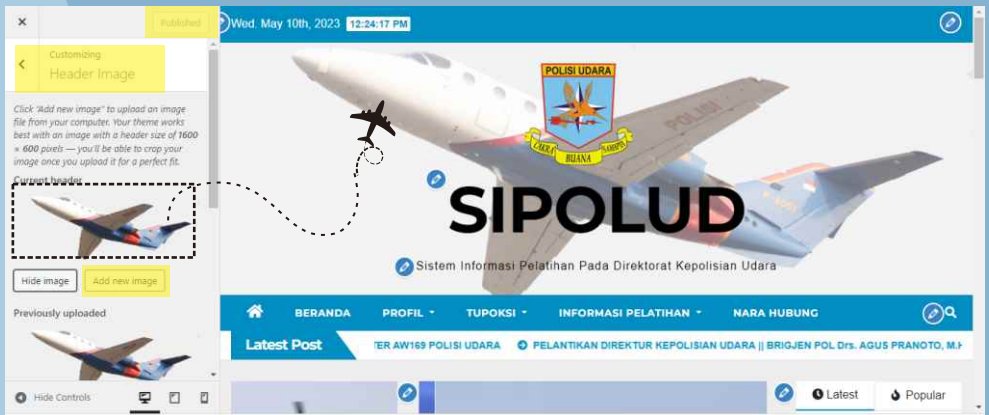 Published
Wed. May 10th, 2023 12:24:17 PM
Customizing
Header Image
Click "Add new image" to upload an image
file from your computer. Your theme works
best with an image with a header size of 1600
× 600 pixels — you'll be able to crop your
image once you upload it for a perfect fit.
Current header
Hide image
Add new image
Previously uploaded
Hide Controls
POLISI UDARA
CAKRA BUANA
POLISI
SIPOLUD
Sistem Informasi Pelatihan Pada Direktorat Kepolisian Udara
BERANDA PROFIL TUPOKSI INFORMASI PELATIHAN NARA HUBUNG
Latest Post
TER AW169 POLISI UDARA PELANTIKAN DIREKTUR KEPOLISIAN UDARA || BRIGJEN POL Drs. AGUS PRANOTO, M.H
Latest Popular